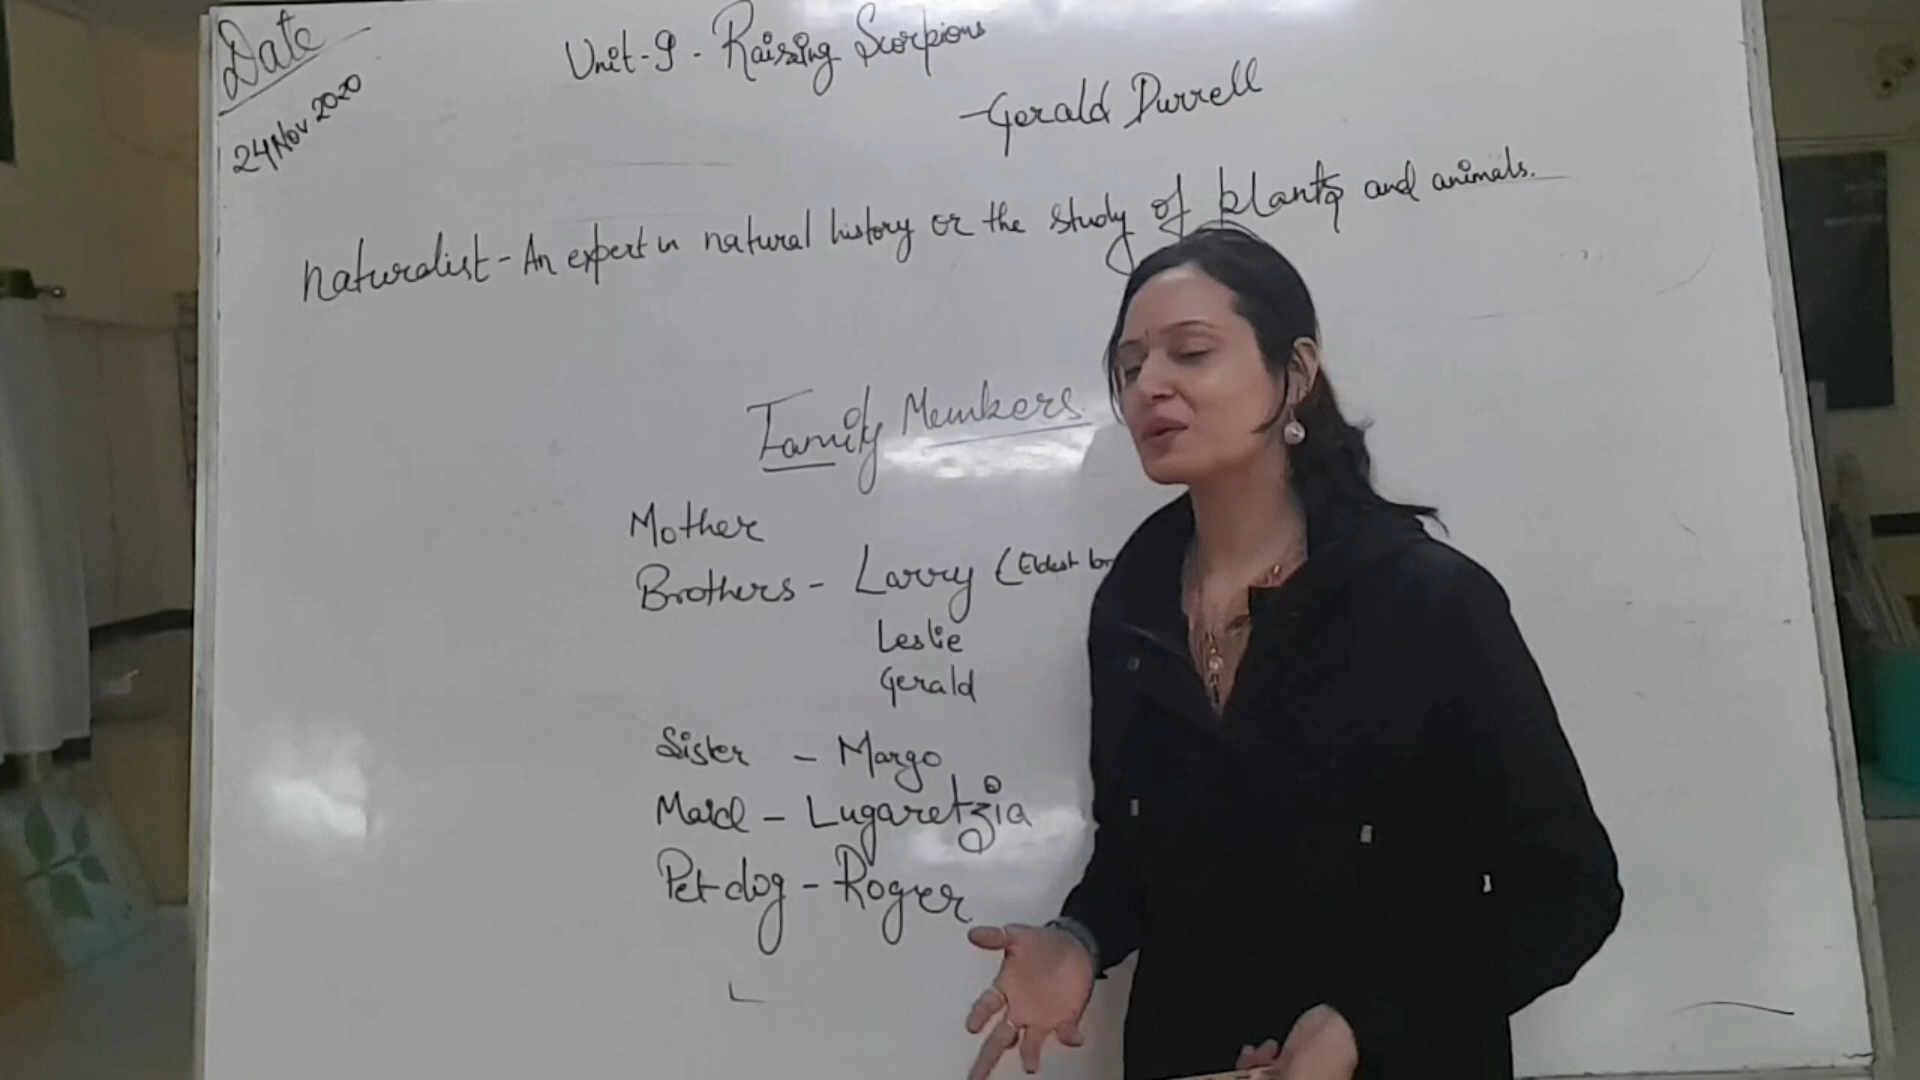 Date
24 Nov 2020
Unit-9 - Raising Scorpions
- Gerald Durrell
Naturalist - An expert in natural history or the study of plants and animals.
Family Members
Mother
Brothers - Larry (Eldest
Leslie
Gerald
Sister - Margo
Maid - Lugaretzia
Pet dog - Roger